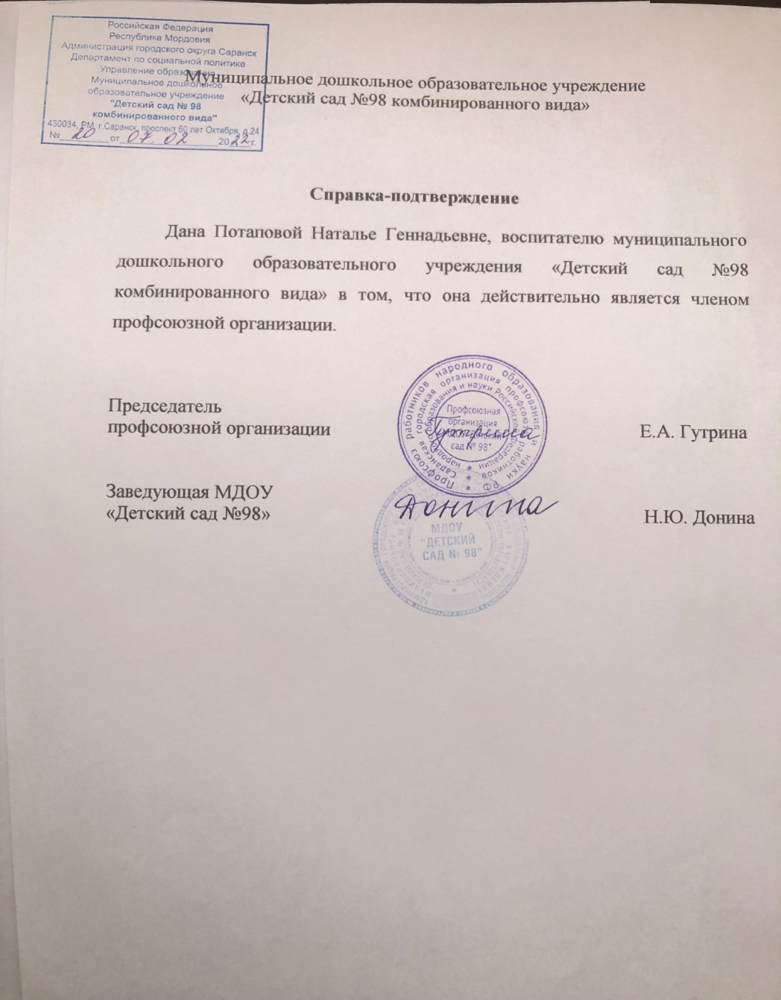 Российская Федерация
Республика Мордовия
Администрация городского округа Саранск
Департамент по социальной политике
Управление образования
Муниципальное дошкольное
образовательное учреждение
"Детский сад № 98
комбинированного вида"
430034, РМ, г.Саранск, проспект 60 лет Октября, д 24
№ 20 от 07.02 2022 г.
Муниципальное дошкольное образовательное учреждение
«Детский сад №98 комбинированного вида»
Справка-подтверждение
Дана Потаповой Наталье Геннадьевне, воспитателю муниципального
дошкольного образовательного учреждения «Детский сад №98
комбинированного вида» в том, что она действительно является членом
профсоюзной организации.
Председатель
профсоюзной организации
Профсоюз работников народного образования и науки РФ
Саранская городская организация профсоюза работников
народного образования и науки Российской Федерации
Профсоюзная
организация
сад № 98"
Гутрина
Е.А. Гутрина
Заведующая МДОУ
«Детский сад №98»
Донина
Н.Ю. Донина
МДОУ
"ДЕТСКИЙ
САД № 98"